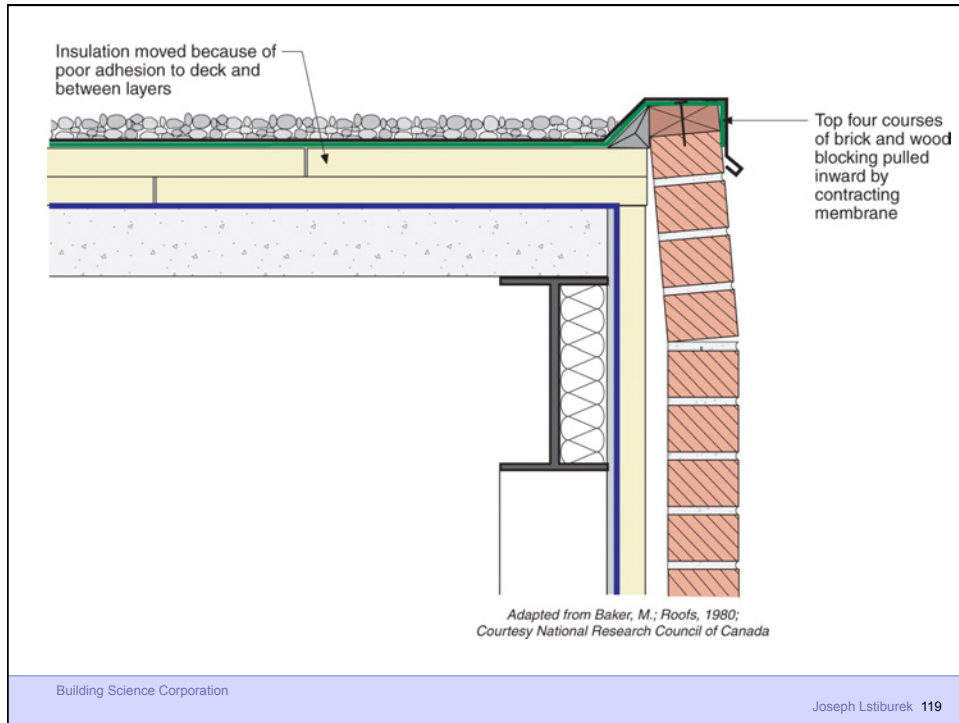 Insulation moved because of
poor adhesion to deck and
between layers
Top four courses
of brick and wood
blocking pulled
inward by
contracting
membrane
Adapted from Baker, M.; Roofs, 1980;
Courtesy National Research Council of Canada
Building Science Corporation
Joseph Lstiburek 119